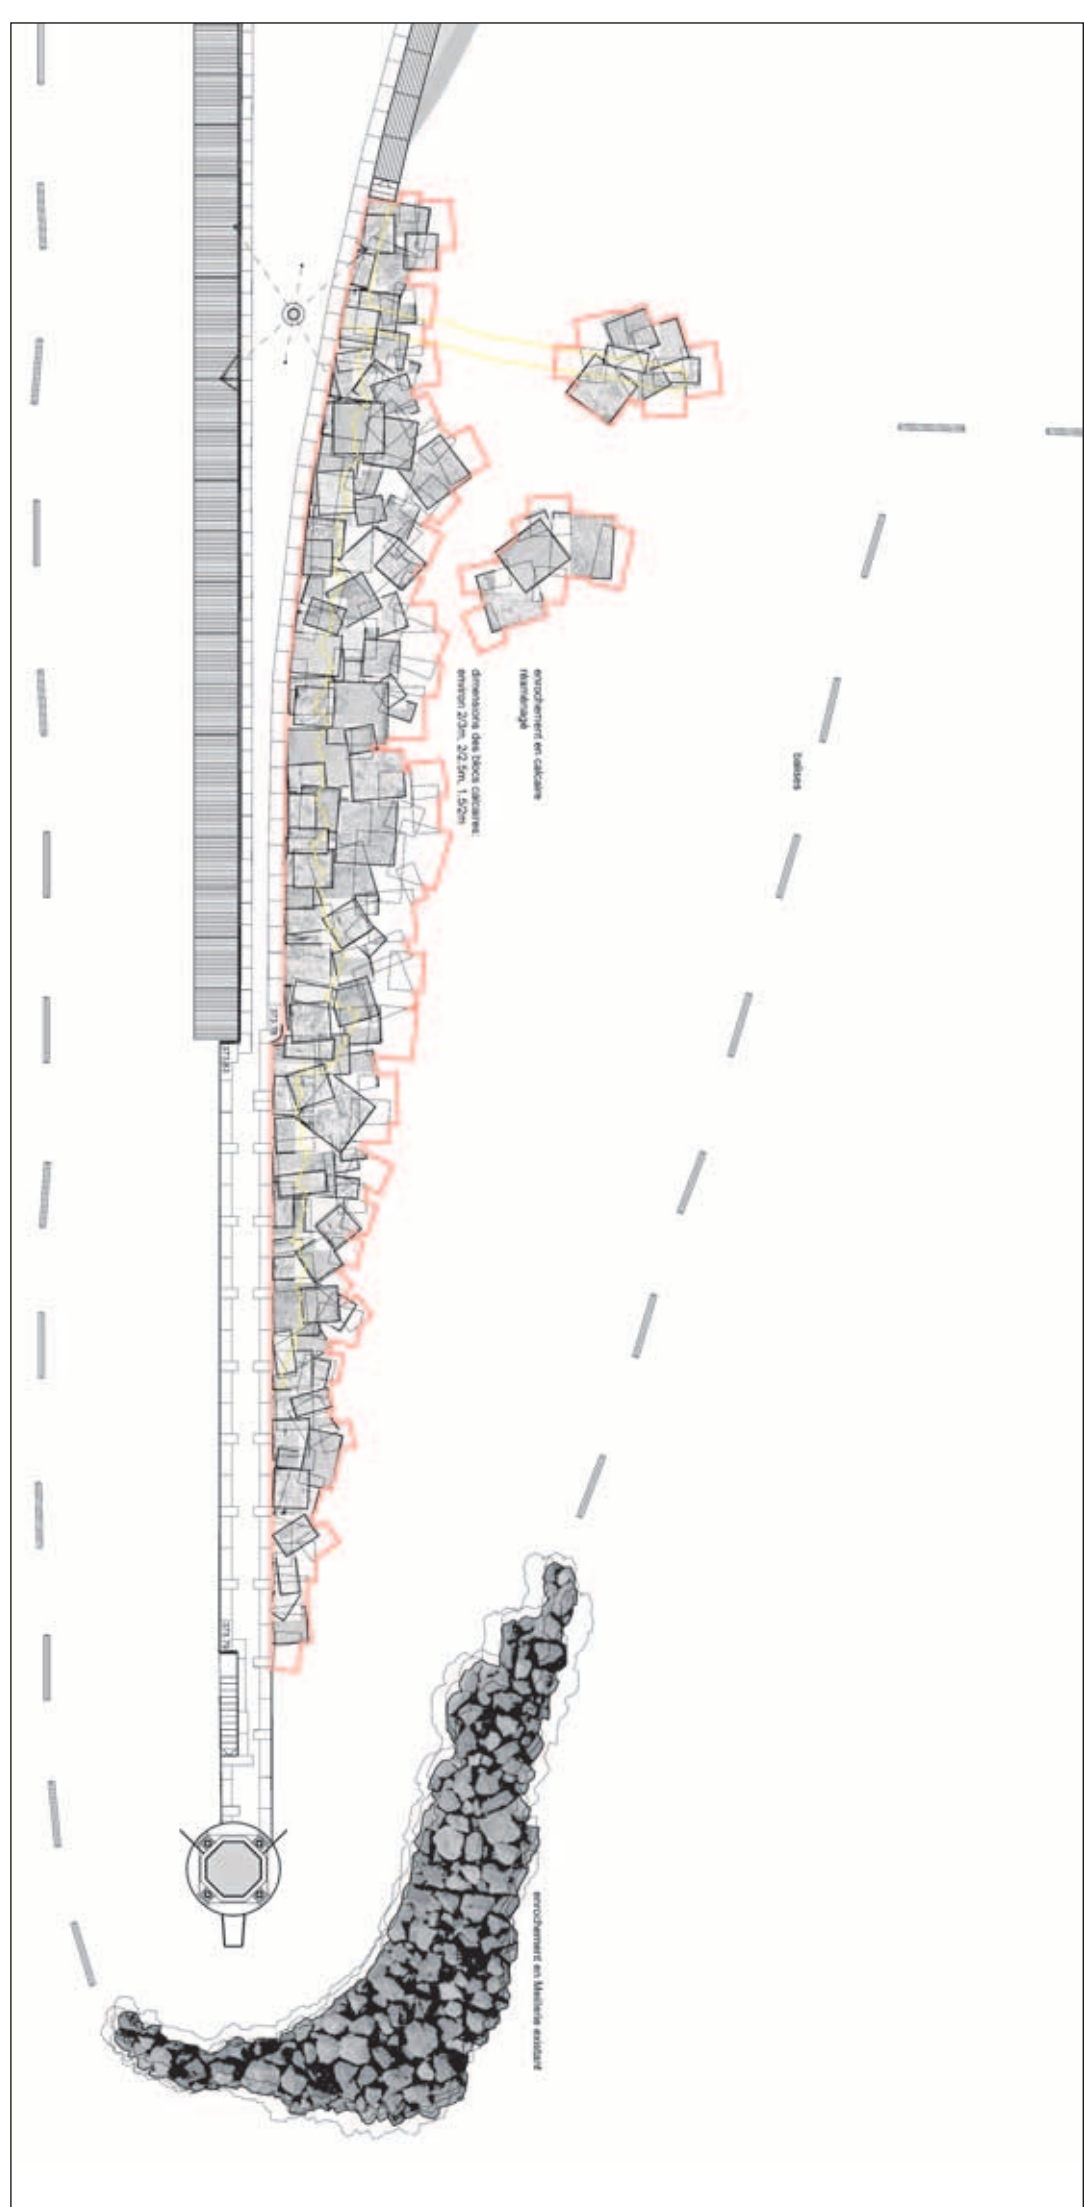 enrochement en calcaire
réaménagé
dimensions des blocs calcaires:
environ 2/3m, 2/2.5m, 1.5/2m
balises
enrochement en Meillerie existant